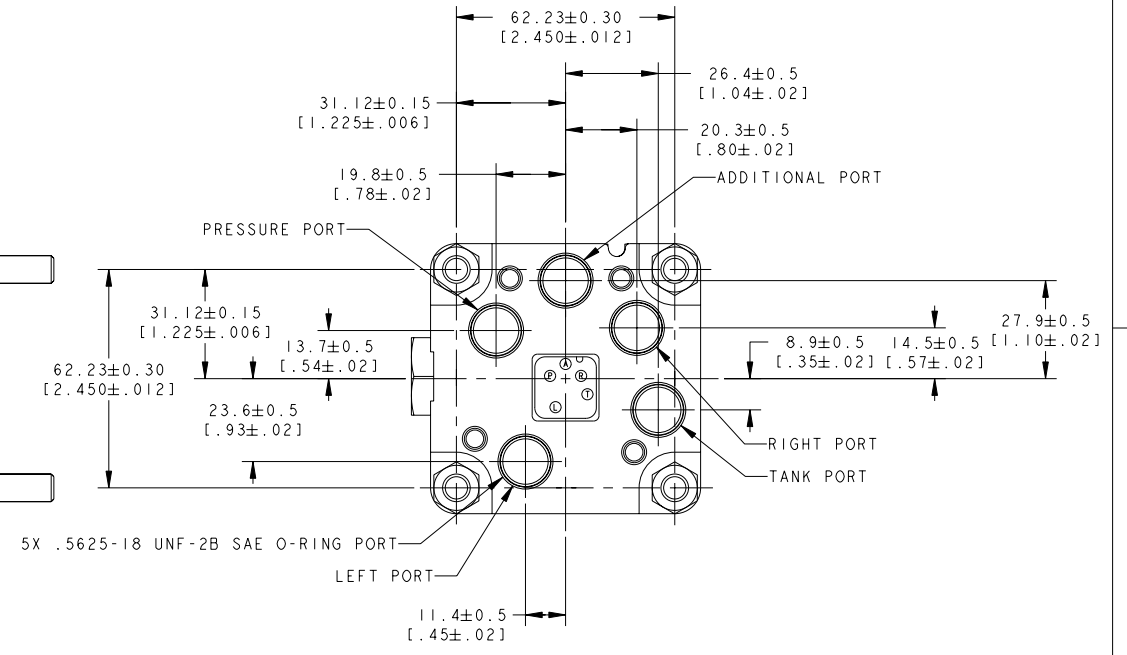 62.23±0.30
[2.450±.012]
26.4±0.5
[1.04±.02]
31.12±0.15
[1.225±.006]
20.3±0.5
[.80±.02]
19.8±0.5
[.78±.02]
ADDITIONAL PORT
PRESSURE PORT
31.12±0.15
[1.225±.006]
13.7±0.5
[.54±.02]
62.23±0.30
[2.450±.012]
23.6±0.5
[.93±.02]
8.9±0.5
[.35±.02]
14.5±0.5
[.57±.02]
27.9±0.5
[1.10±.02]
A
P
R
T
L
RIGHT PORT
TANK PORT
5X .5625-18 UNF-2B SAE O-RING PORT
LEFT PORT
11.4±0.5
[.45±.02]